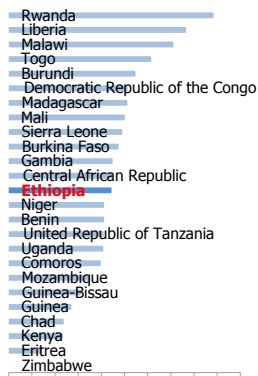 Rwanda
Liberia
Malawi
Togo
Burundi
Democratic Republic of the Congo
Madagascar
Mali
Sierra Leone
Burkina Faso
Gambia
Central African Republic
Ethiopia
Niger
Benin
United Republic of Tanzania
Uganda
Comoros
Mozambique
Guinea-Bissau
Guinea
Chad
Kenya
Eritrea
Zimbabwe